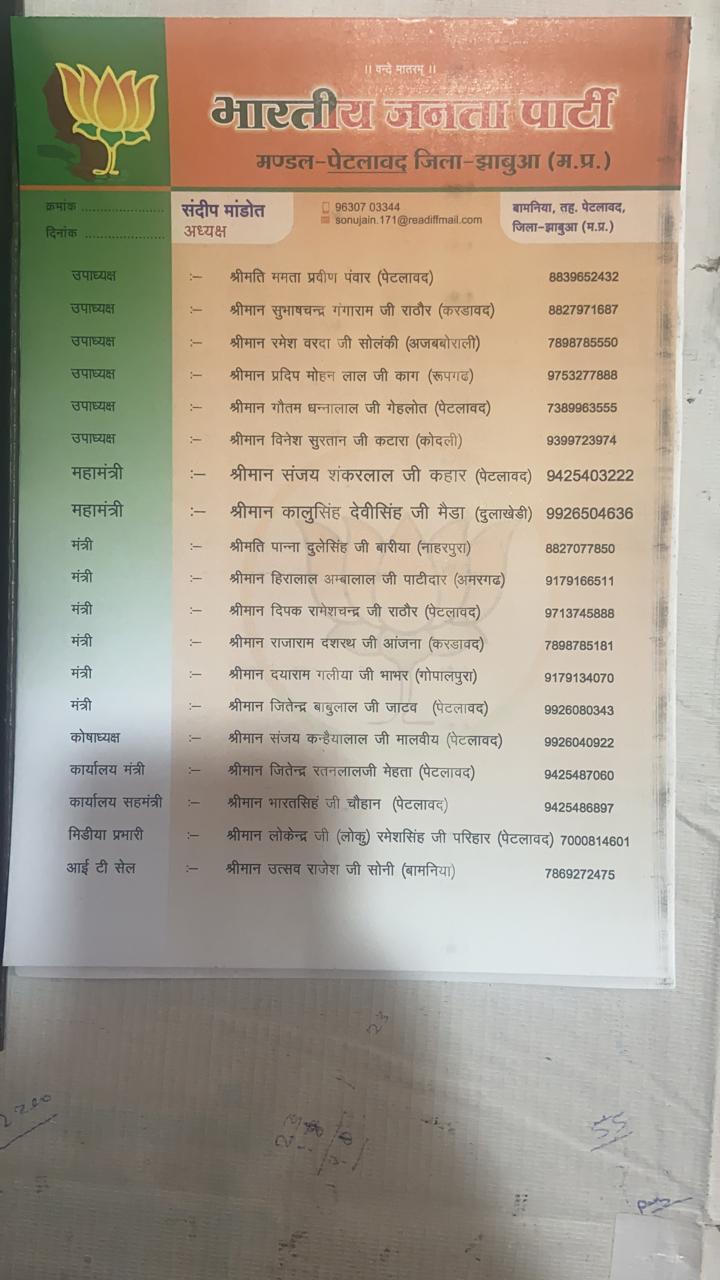 ।। वन्दे मातरम् ।।
भारतीय जनता पार्टी
मण्डल–पेटलावद जिला–झाबुआ (म.प्र.)
क्रमांक ......................
दिनांक .....................
संदीप मांडोत
अध्यक्ष
96307 03344
sonujain.171@readiffmail.com
बामनिया, तह. पेटलावद,
जिला–झाबुआ (म.प्र.)
उपाध्यक्ष :– श्रीमति ममता प्रवीण पंवार (पेटलावद) 8839652432
उपाध्यक्ष :– श्रीमान सुभाषचन्द्र गंगाराम जी राठौर (करडावद) 8827971687
उपाध्यक्ष :– श्रीमान रमेश वरदा जी सोलंकी (अजबबोराली) 7898785550
उपाध्यक्ष :– श्रीमान प्रदिप मोहन लाल जी काग (रूपगढ) 9753277888
उपाध्यक्ष :– श्रीमान गौतम धन्नालाल जी गेहलोत (पेटलावद) 7389963555
उपाध्यक्ष :– श्रीमान विनेश सुरतान जी कटारा (कोदली) 9399723974
महामंत्री :– श्रीमान संजय शंकरलाल जी कहार (पेटलावद) 9425403222
महामंत्री :– श्रीमान कालुसिंह देवीसिंह जी मैडा (दुलाखेडी) 9926504636
मंत्री :– श्रीमति पान्ना दुलेसिंह जी बारीया (नाहरपुरा) 8827077850
मंत्री :– श्रीमान हिरालाल अम्बालाल जी पाटीदार (अमरगढ) 9179166511
मंत्री :– श्रीमान दिपक रामेशचन्द्र जी राठौर (पेटलावद) 9713745888
मंत्री :– श्रीमान राजाराम दशरथ जी आंजना (करडावद) 7898785181
मंत्री :– श्रीमान दयाराम गलीया जी भाभर (गोपालपुरा) 9179134070
मंत्री :– श्रीमान जितेन्द्र बाबुलाल जी जाटव (पेटलावद) 9926080343
कोषाध्यक्ष :– श्रीमान संजय कन्हैयालाल जी मालवीय (पेटलावद) 9926040922
कार्यालय मंत्री :– श्रीमान जितेन्द्र रतनलालजी मेहता (पेटलावद) 9425487060
कार्यालय सहमंत्री :– श्रीमान भारतसिहं जी चौहान (पेटलावद) 9425486897
मिडीया प्रभारी :– श्रीमान लोकेन्द्र जी (लोकु) रमेशसिंह जी परिहार (पेटलावद) 7000814601
आई टी सेल :– श्रीमान उत्सव राजेश जी सोनी (बामनिया) 7869272475